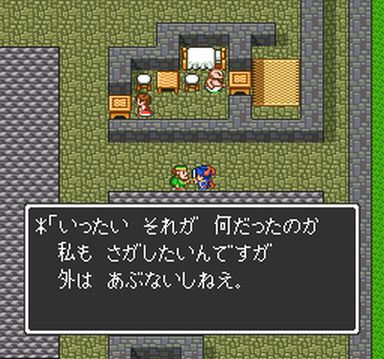 *「いったい それが 何だったのか
私も さがしたいんですが
外は あぶないしねえ。